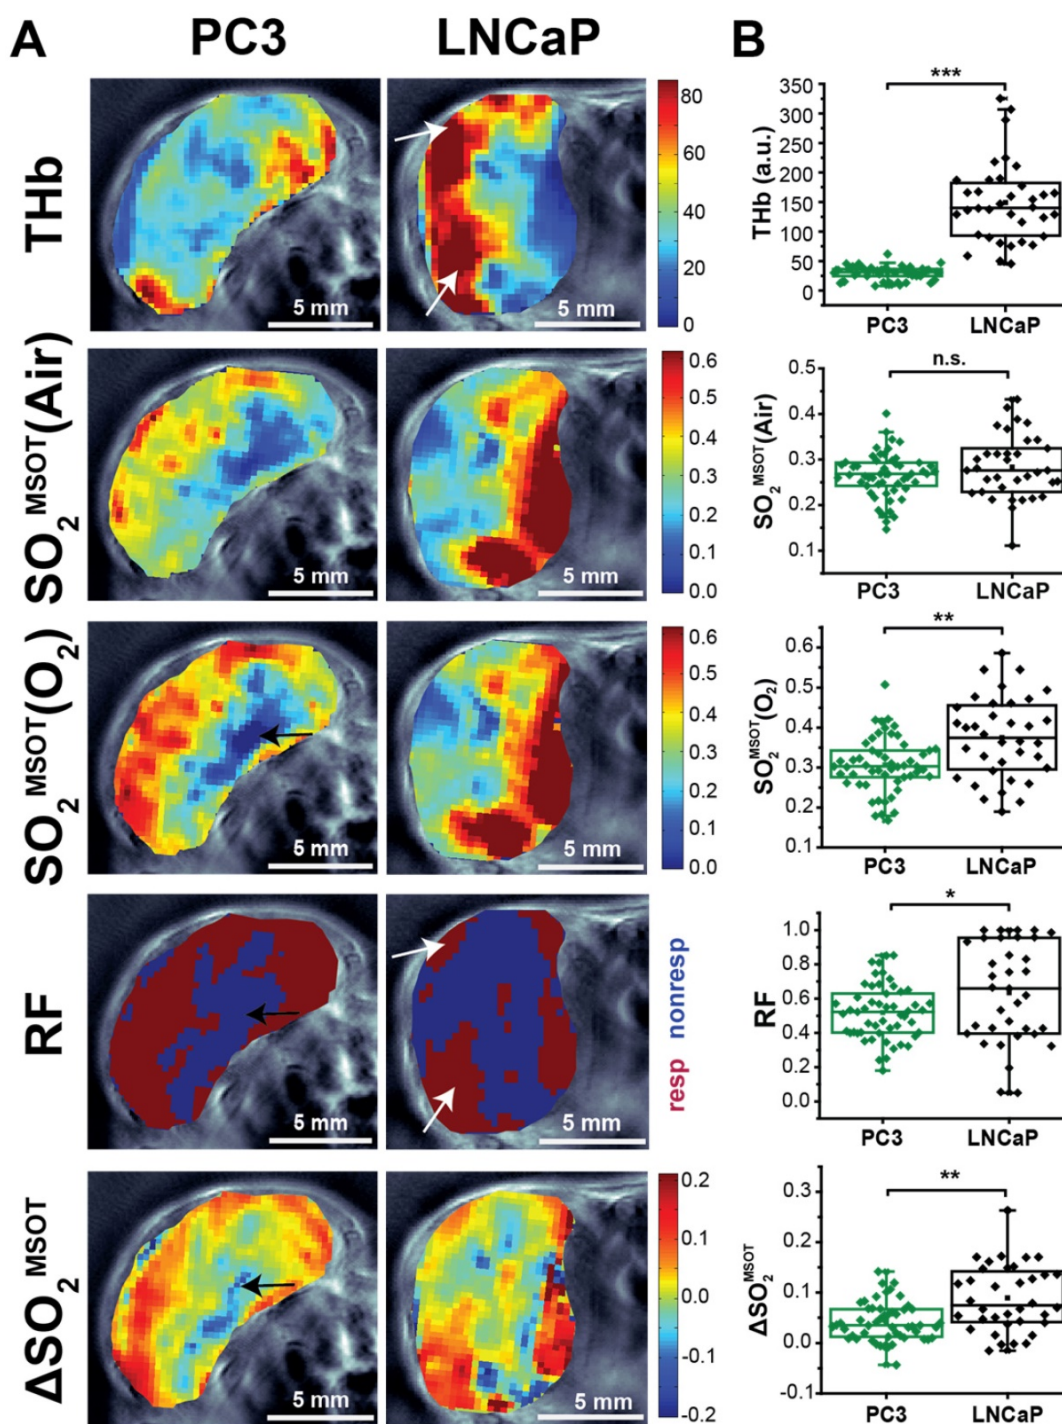 A
PC3
LNCaP
B
THb
80
60
40
20
0
5 mm
5 mm
THb (a.u.)
350
300
250
200
150
100
50
0
***
PC3
LNCaP
SO₂ᴹˢᴼᵀ(Air)
0.6
0.5
0.4
0.3
0.2
0.1
0.0
5 mm
5 mm
SO₂ᴹˢᴼᵀ(Air)
0.5
0.4
0.3
0.2
0.1
n.s.
PC3
LNCaP
SO₂ᴹˢᴼᵀ(O₂)
0.6
0.5
0.4
0.3
0.2
0.1
0.0
5 mm
5 mm
SO₂ᴹˢᴼᵀ(O₂)
0.6
0.5
0.4
0.3
0.2
0.1
**
PC3
LNCaP
RF
5 mm
5 mm
resp nonresp
RF
1.0
0.8
0.6
0.4
0.2
0.0
*
PC3
LNCaP
ΔSO₂ᴹˢᴼᵀ
0.2
0.1
0.0
-0.1
-0.2
5 mm
5 mm
ΔSO₂ᴹˢᴼᵀ
0.3
0.2
0.1
0.0
-0.1
**
PC3
LNCaP